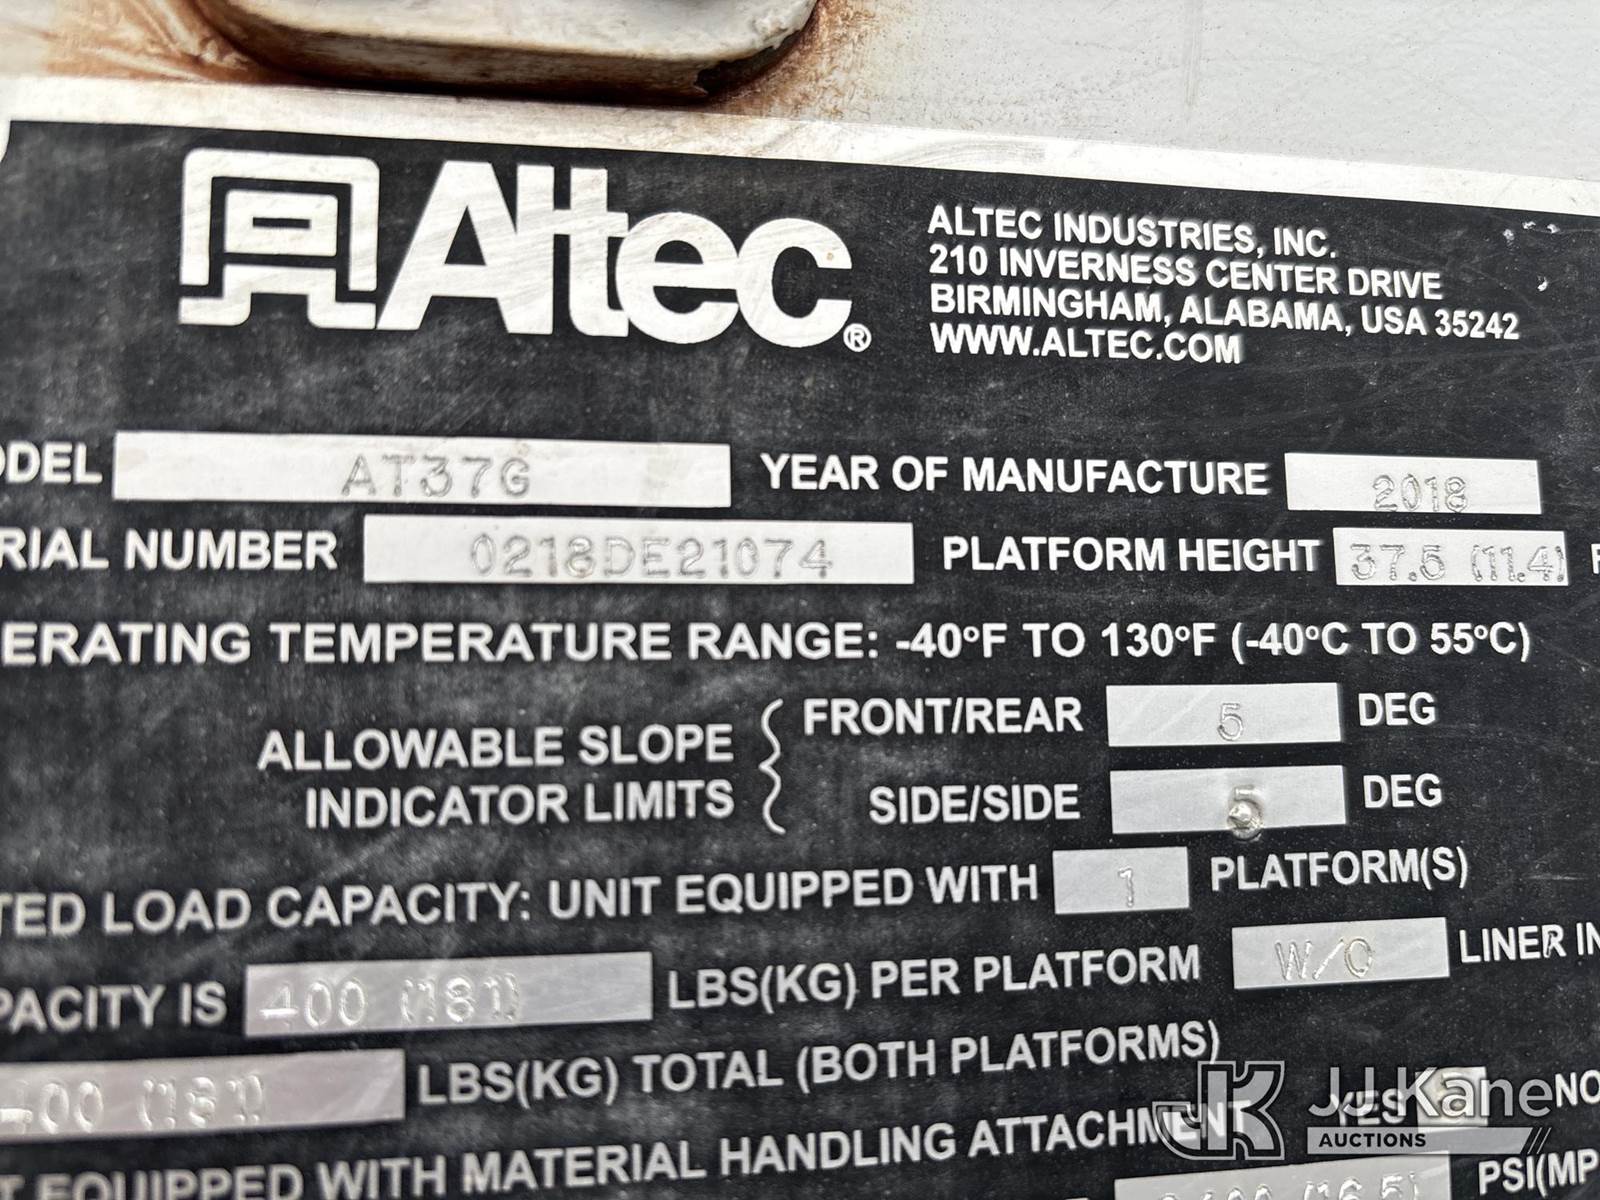 Altec®
ALTEC INDUSTRIES, INC.
210 INVERNESS CENTER DRIVE
BIRMINGHAM, ALABAMA, USA 35242
WWW.ALTEC.COM
ODEL AT37G YEAR OF MANUFACTURE 2018
RIAL NUMBER 0218DE21074 PLATFORM HEIGHT 37.5 (11.4) F
ERATING TEMPERATURE RANGE: -40°F TO 130°F (-40°C TO 55°C)
ALLOWABLE SLOPE INDICATOR LIMITS
FRONT/REAR 5 DEG
SIDE/SIDE 5 DEG
TED LOAD CAPACITY: UNIT EQUIPPED WITH 1 PLATFORM(S)
PACITY IS 400 (181) LBS(KG) PER PLATFORM W/O LINER IN
400 (181) LBS(KG) TOTAL (BOTH PLATFORMS)
T EQUIPPED WITH MATERIAL HANDLING ATTACHMENT YES NO
PSI(MP
JK JJ Kane
AUCTIONS